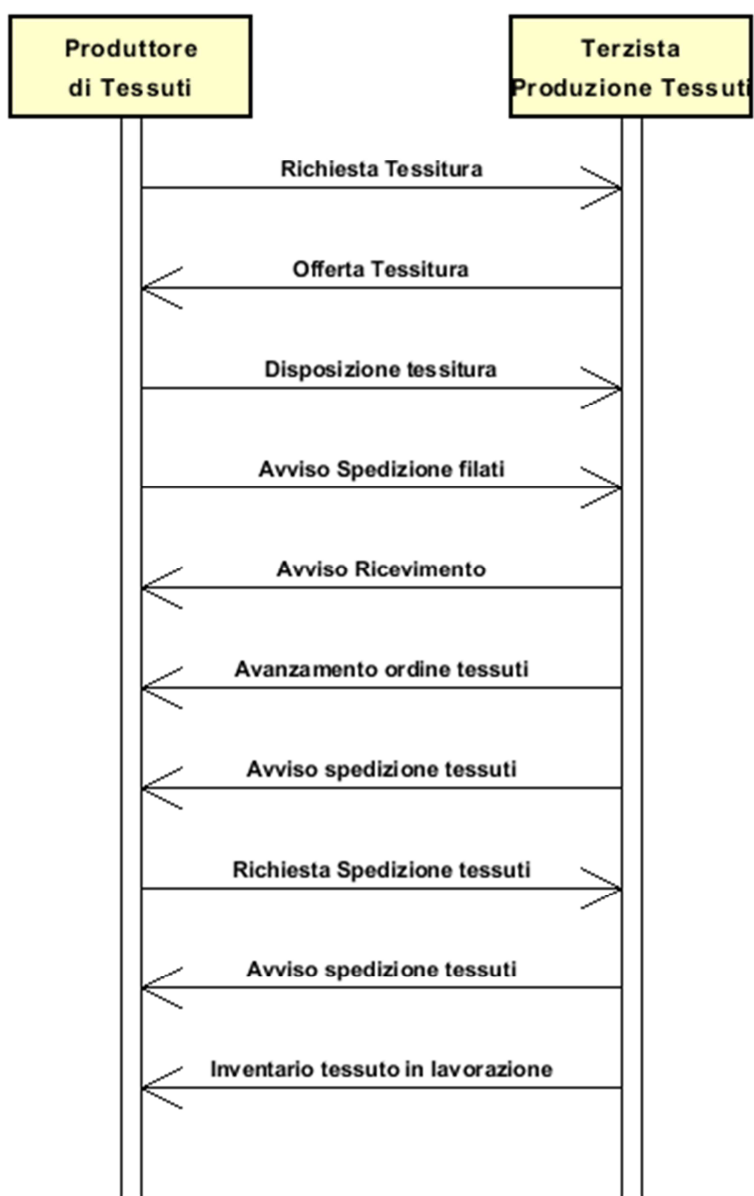 Produttore
di Tessuti
Terzista
Produzione Tessuti
Richiesta Tessitura
Offerta Tessitura
Disposizione tessitura
Avviso Spedizione filati
Avviso Ricevimento
Avanzamento ordine tessuti
Avviso spedizione tessuti
Richiesta Spedizione tessuti
Avviso spedizione tessuti
Inventario tessuto in lavorazione